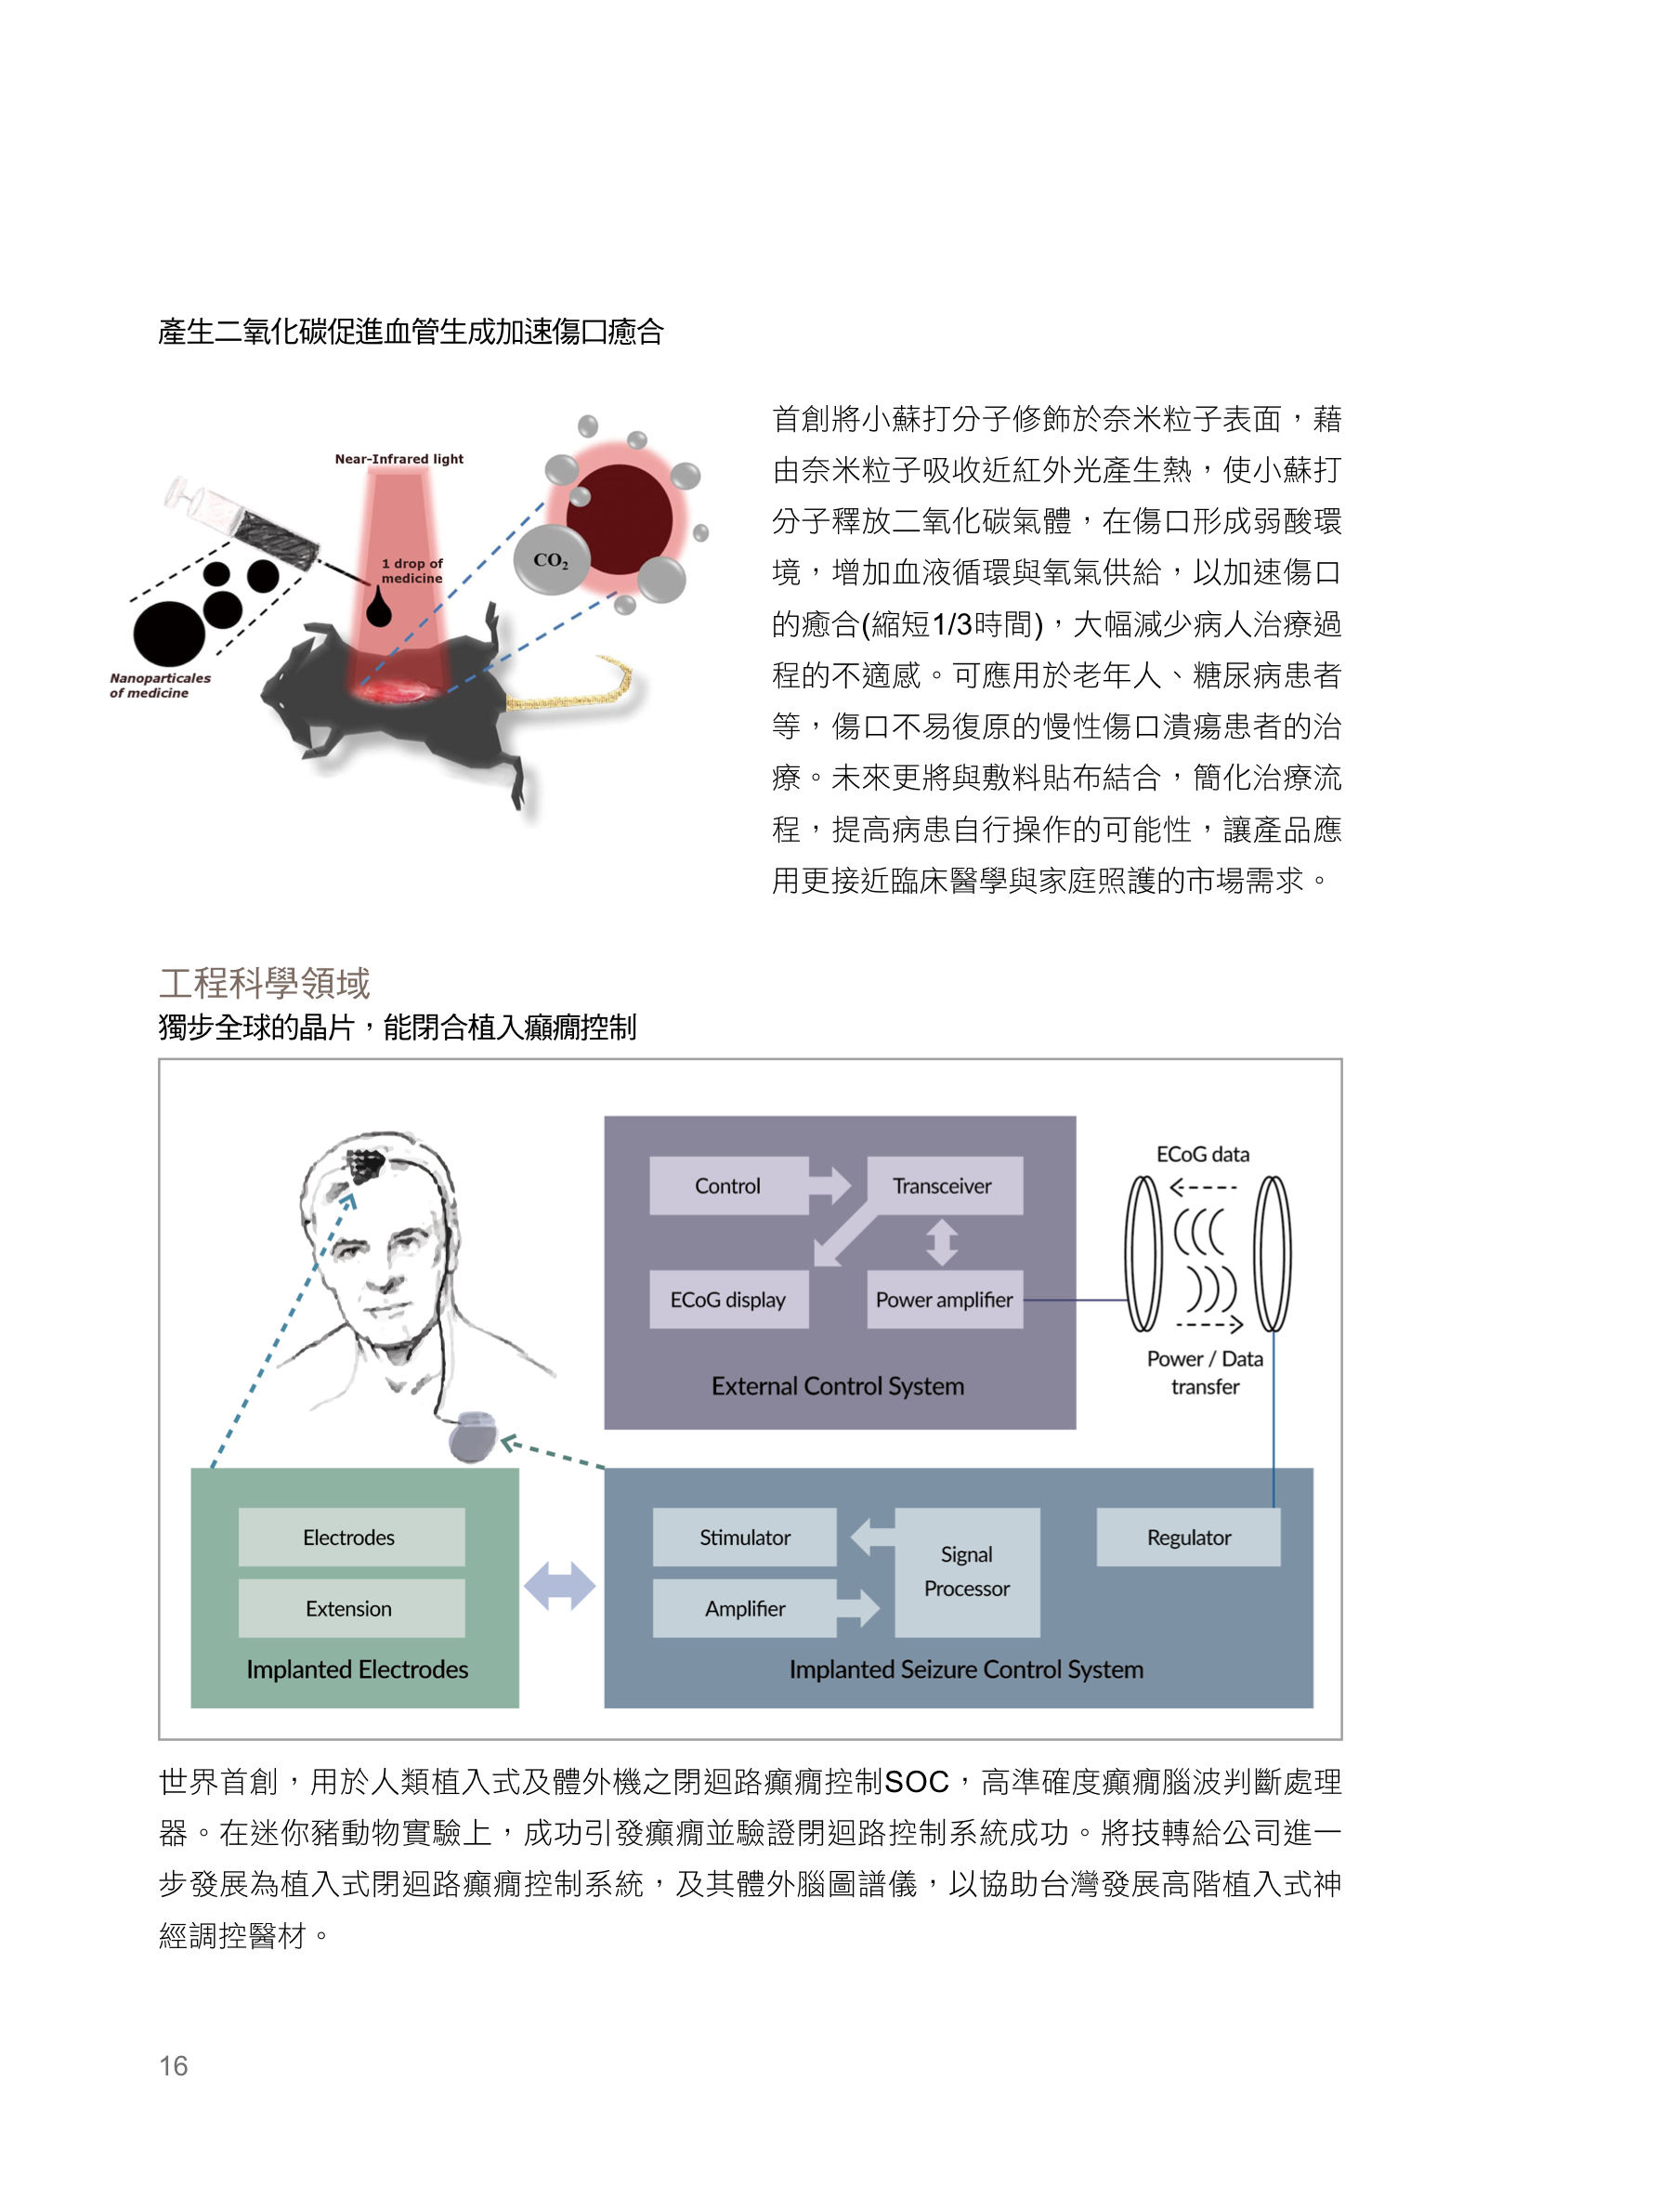 產生二氧化碳促進血管生成加速傷口癒合
Near-Infrared light
1 drop of
medicine
CO₂
Nanoparticales
of medicine
首創將小蘇打分子修飾於奈米粒子表面，藉
由奈米粒子吸收近紅外光產生熱，使小蘇打
分子釋放二氧化碳氣體，在傷口形成弱酸環
境，增加血液循環與氧氣供給，以加速傷口
的癒合(縮短1/3時間)，大幅減少病人治療過
程的不適感。可應用於老年人、糖尿病患者
等，傷口不易復原的慢性傷口潰瘍患者的治
療。未來更將與敷料貼布結合，簡化治療流
程，提高病患自行操作的可能性，讓產品應
用更接近臨床醫學與家庭照護的市場需求。
工程科學領域
獨步全球的晶片，能閉合植入癲癇控制
Control
Transceiver
ECoG display
Power amplifier
External Control System
ECoG data
Power / Data
transfer
Electrodes
Extension
Implanted Electrodes
Stimulator
Amplifier
Signal
Processor
Regulator
Implanted Seizure Control System
世界首創，用於人類植入式及體外機之閉迴路癲癇控制SOC，高準確度癲癇腦波判斷處理
器。在迷你豬動物實驗上，成功引發癲癇並驗證閉迴路控制系統成功。將技轉給公司進一
步發展為植入式閉迴路癲癇控制系統，及其體外腦圖譜儀，以協助台灣發展高階植入式神
經調控醫材。
16